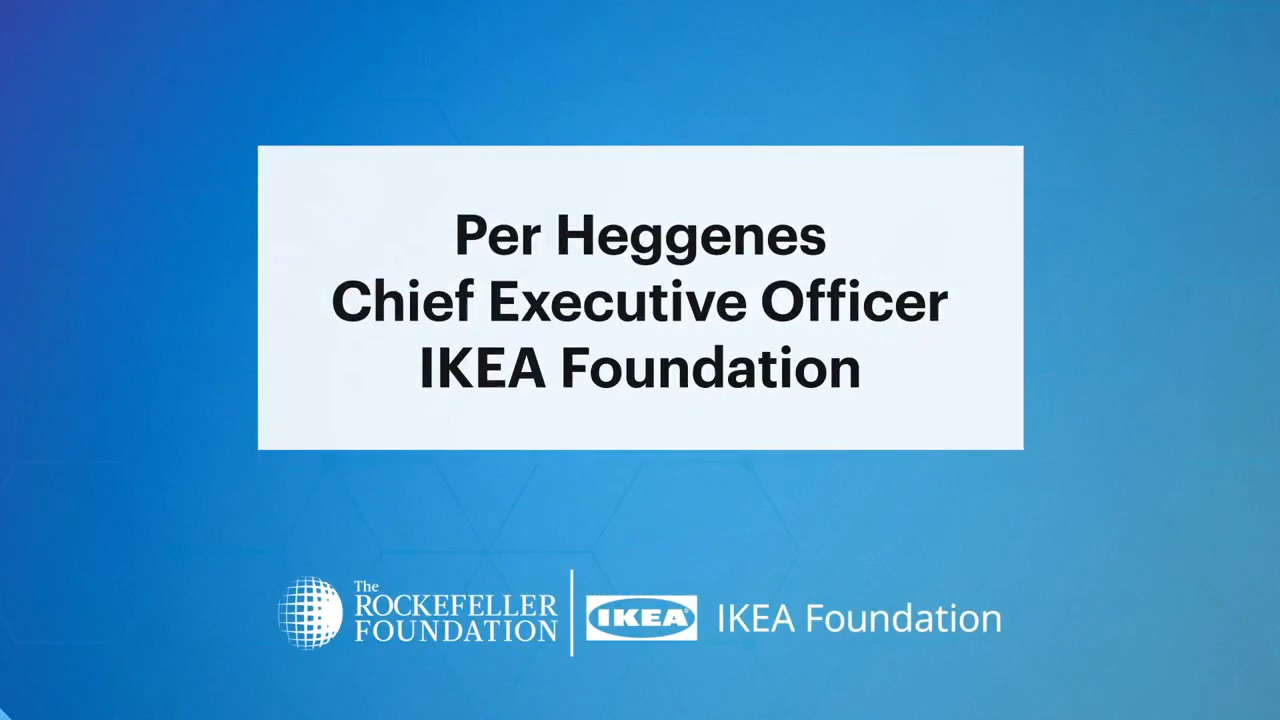 Per Heggenes
Chief Executive Officer
IKEA Foundation
The
ROCKEFELLER
FOUNDATION
IKEA®
IKEA Foundation